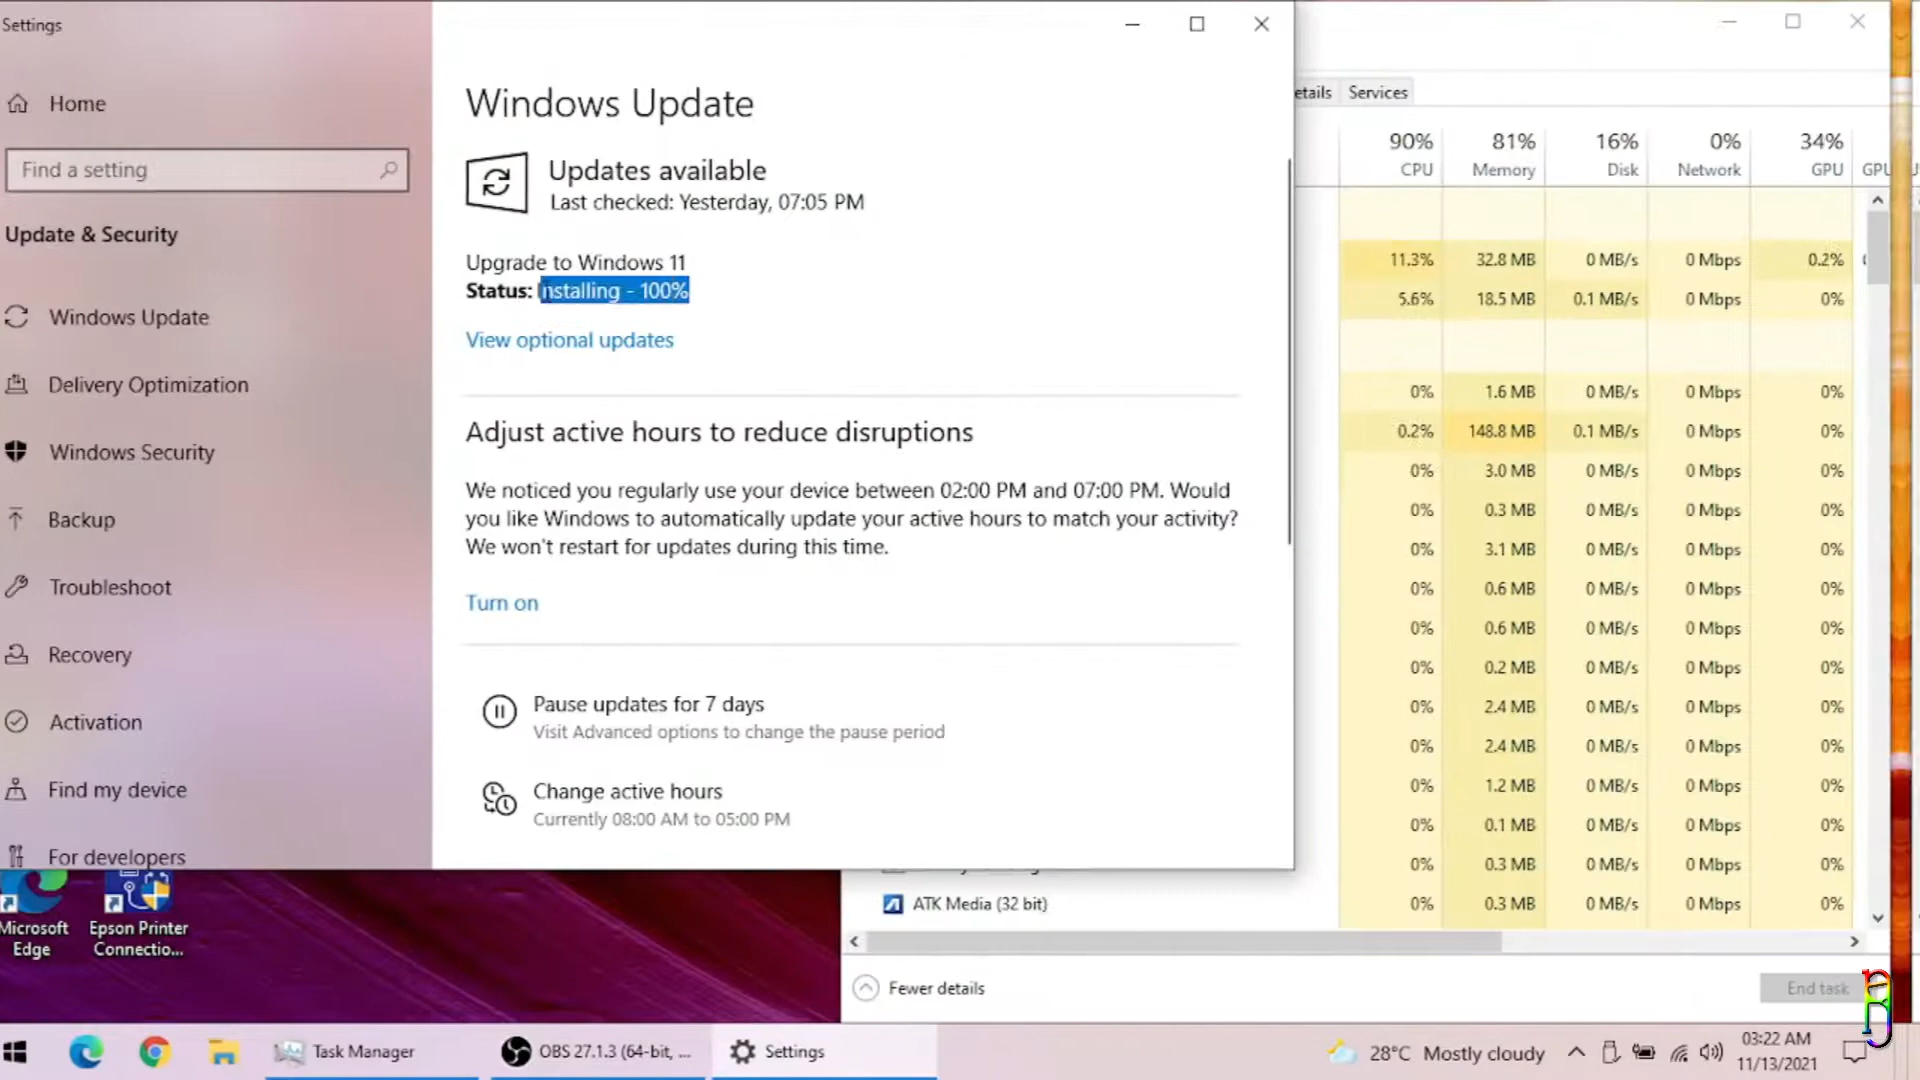 Settings
Home
Find a setting
Update & Security
Windows Update
Delivery Optimization
Windows Security
Backup
Troubleshoot
Recovery
Activation
Find my device
For developers
Windows Update
Updates available
Last checked: Yesterday, 07:05 PM
Upgrade to Windows 11
Status: Installing - 100%
View optional updates
Adjust active hours to reduce disruptions
We noticed you regularly use your device between 02:00 PM and 07:00 PM. Would
you like Windows to automatically update your active hours to match your activity?
We won't restart for updates during this time.
Turn on
Pause updates for 7 days
Visit Advanced options to change the pause period
Change active hours
Currently 08:00 AM to 05:00 PM
etails Services
90% 81% 16% 0% 34%
CPU Memory Disk Network GPU GPU
11.3% 32.8 MB 0 MB/s 0 Mbps 0.2%
5.6% 18.5 MB 0.1 MB/s 0 Mbps 0%
0% 1.6 MB 0 MB/s 0 Mbps 0%
0.2% 148.8 MB 0.1 MB/s 0 Mbps 0%
0% 3.0 MB 0 MB/s 0 Mbps 0%
0% 0.3 MB 0 MB/s 0 Mbps 0%
0% 3.1 MB 0 MB/s 0 Mbps 0%
0% 0.6 MB 0 MB/s 0 Mbps 0%
0% 0.6 MB 0 MB/s 0 Mbps 0%
0% 0.2 MB 0 MB/s 0 Mbps 0%
0% 2.4 MB 0 MB/s 0 Mbps 0%
0% 2.4 MB 0 MB/s 0 Mbps 0%
0% 1.2 MB 0 MB/s 0 Mbps 0%
0% 0.1 MB 0 MB/s 0 Mbps 0%
0% 0.3 MB 0 MB/s 0 Mbps 0%
ATK Media (32 bit) 0% 0.3 MB 0 MB/s 0 Mbps 0%
Fewer details
End task
Microsoft
Edge
Epson Printer
Connectio...
Task Manager
OBS 27.1.3 (64-bit, ...
Settings
28°C Mostly cloudy
03:22 AM
11/13/2021